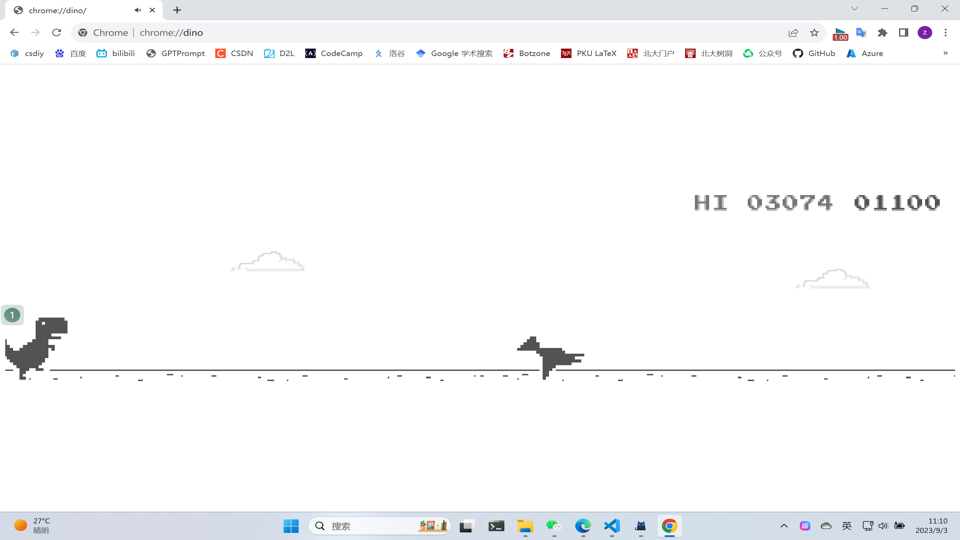 chrome://dino/
Chrome | chrome://dino
1.00
z
csdiy 百度 bilibili GPTPrompt CSDN D2L CodeCamp 洛谷 Google 学术搜索 Botzone PKU LaTeX 北大门户 北大树洞 公众号 GitHub Azure »
HI 03074 01100
1
27°C
晴朗
搜索
英
11:10
2023/9/3